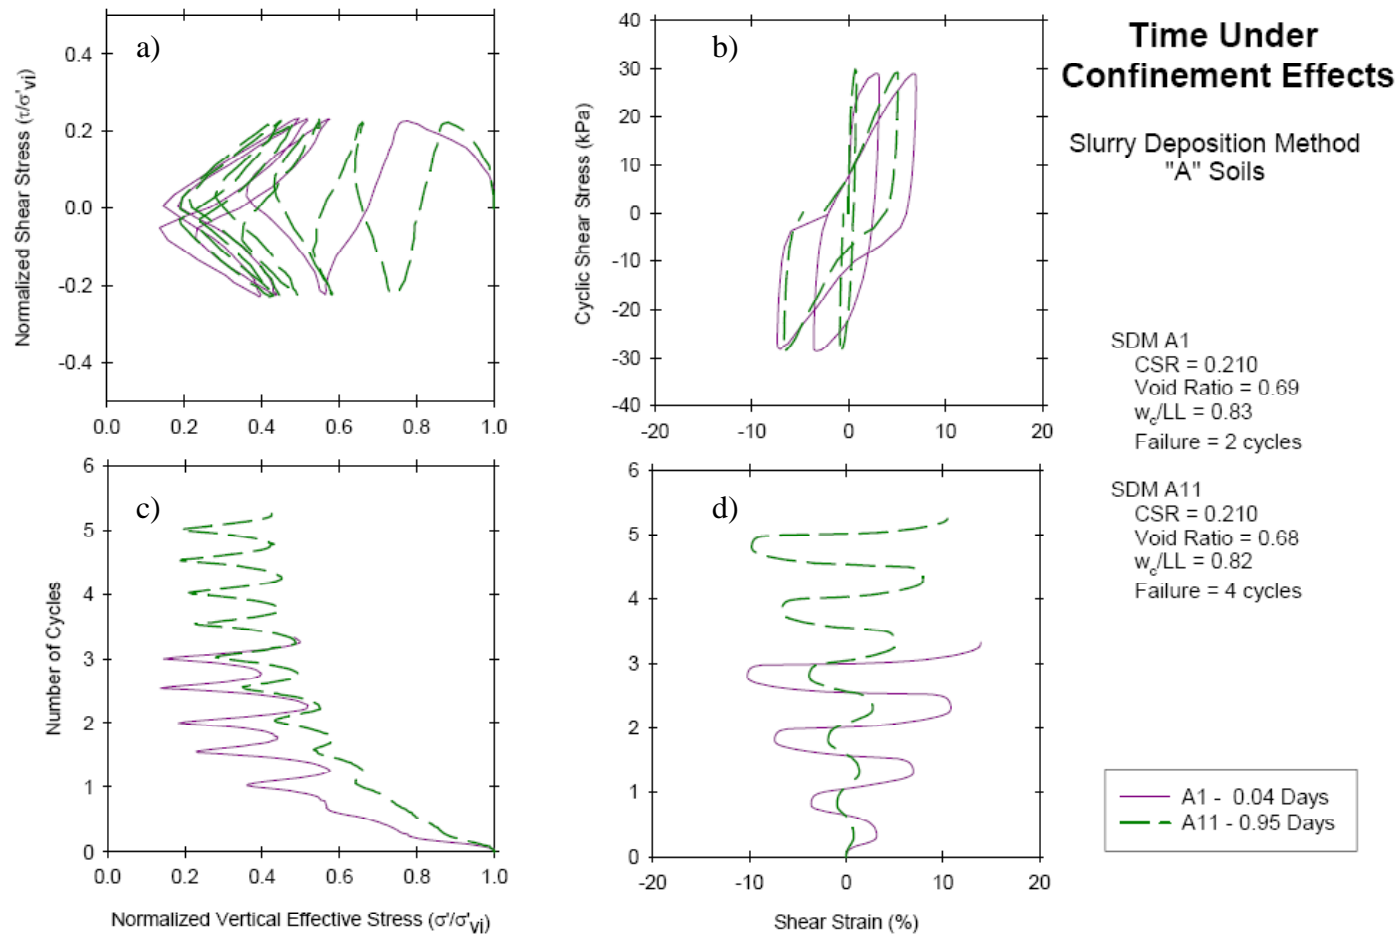 a)
0.4
0.2
0.0
-0.2
-0.4
Normalized Shear Stress (τ/σ'vi)
0.0 0.2 0.4 0.6 0.8 1.0
b)
40
30
20
10
0
-10
-20
-30
-40
Cyclic Shear Stress (kPa)
-20 -10 0 10 20
Time Under
Confinement Effects
Slurry Deposition Method
"A" Soils
SDM A1
CSR = 0.210
Void Ratio = 0.69
wc/LL = 0.83
Failure = 2 cycles
SDM A11
CSR = 0.210
Void Ratio = 0.68
wc/LL = 0.82
Failure = 4 cycles
c)
6
5
4
3
2
1
0
Number of Cycles
0.0 0.2 0.4 0.6 0.8 1.0
Normalized Vertical Effective Stress (σ'/σ'vi)
d)
6
5
4
3
2
1
0
-20 -10 0 10 20
Shear Strain (%)
A1 - 0.04 Days
A11 - 0.95 Days